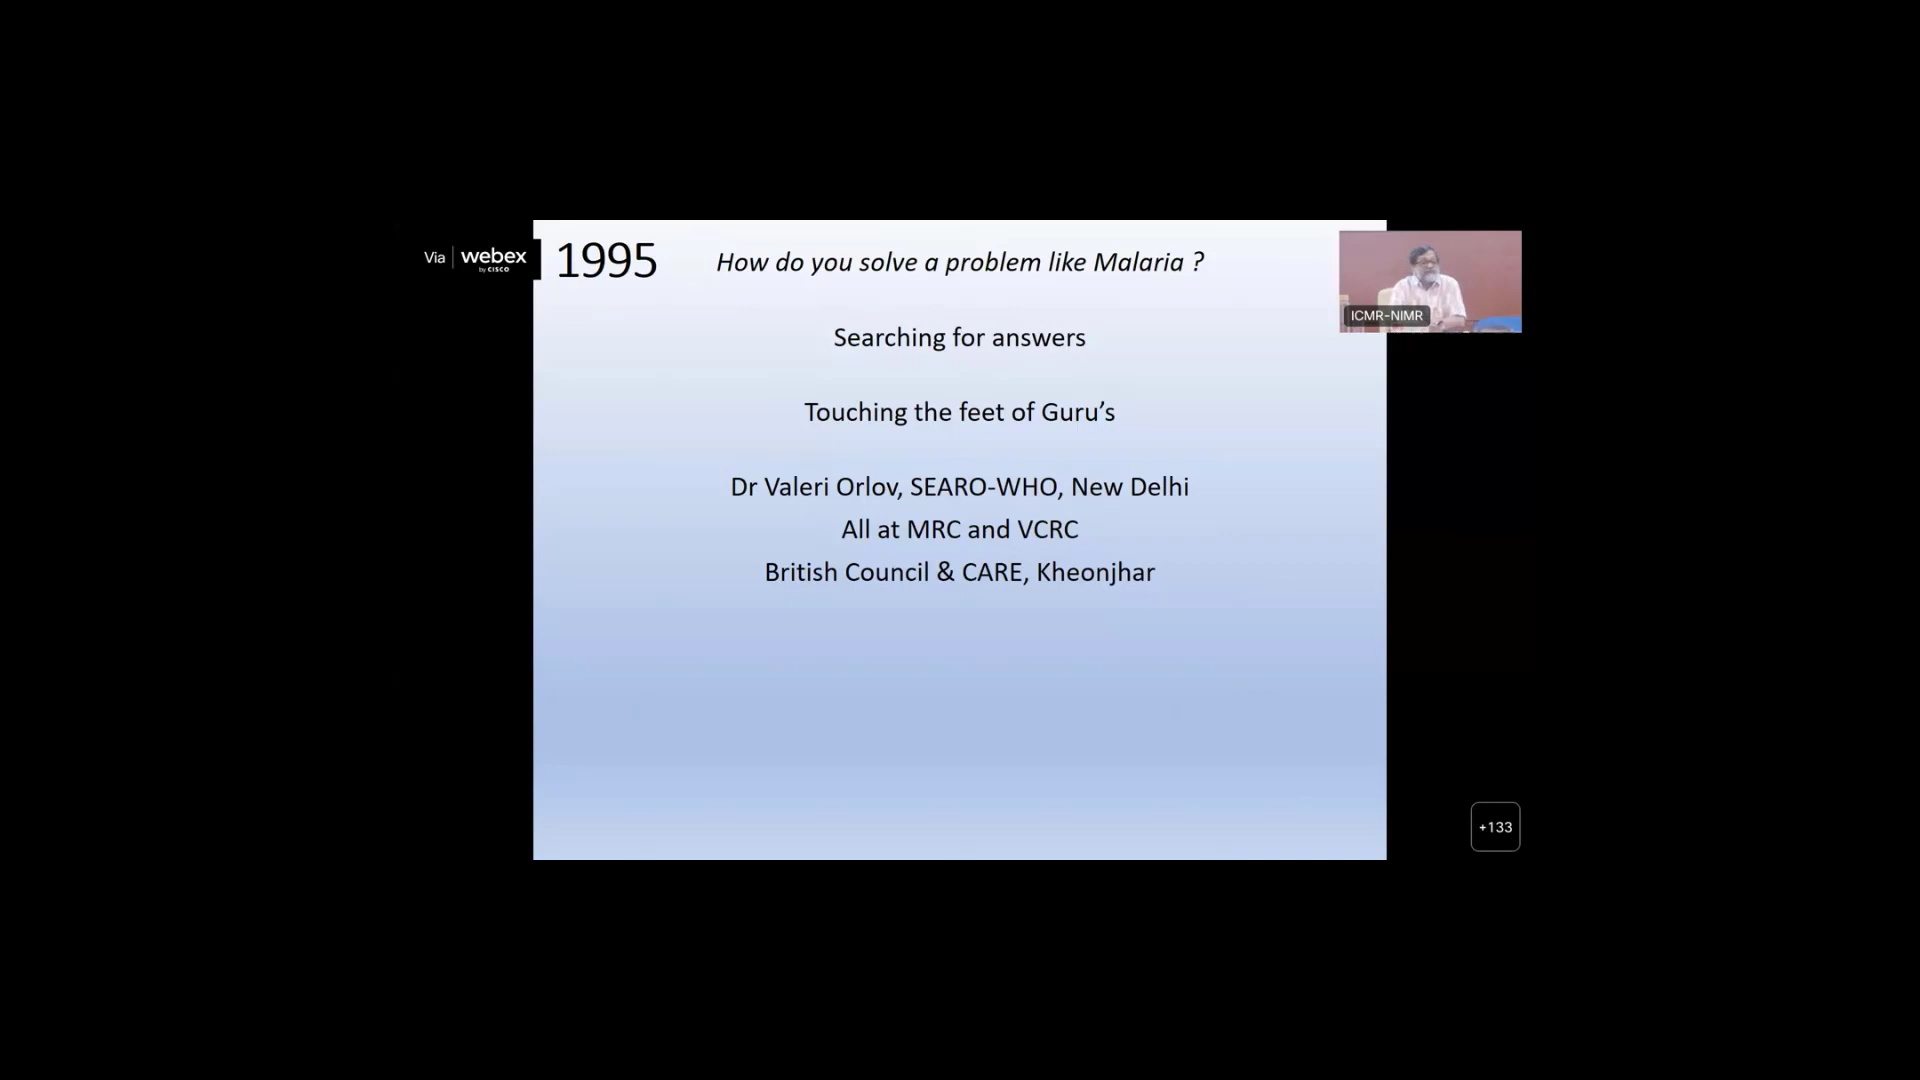 Via webex
by CISCO
1995
How do you solve a problem like Malaria ?
ICMR-NIMR
Searching for answers
Touching the feet of Guru’s
Dr Valeri Orlov, SEARO-WHO, New Delhi
All at MRC and VCRC
British Council & CARE, Kheonjhar
+133